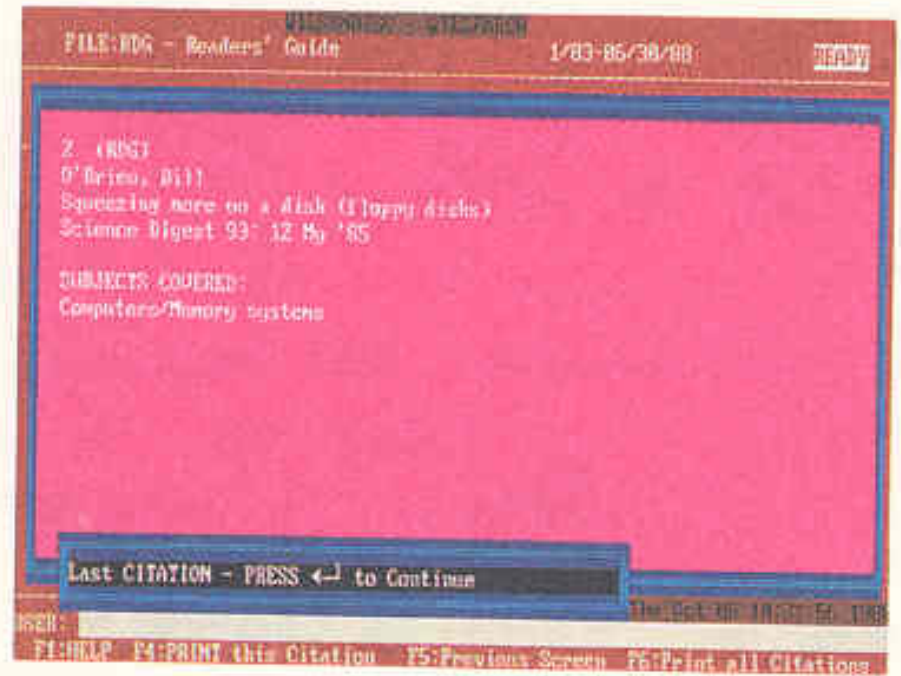 FILE:RDG - Readers' Guide 1/83-06/30/88 READY
2 (RDG)
O'Brien, Bill
Squeezing more on a disk (floppy disks)
Science Digest 93: 12 My '85
SUBJECTS COVERED:
Computers/Memory systems
Last CITATION - PRESS ↵ to Continue
USER:
F1:HELP F4:PRINT this Citation F5:Previous Screen F6:Print all Citations